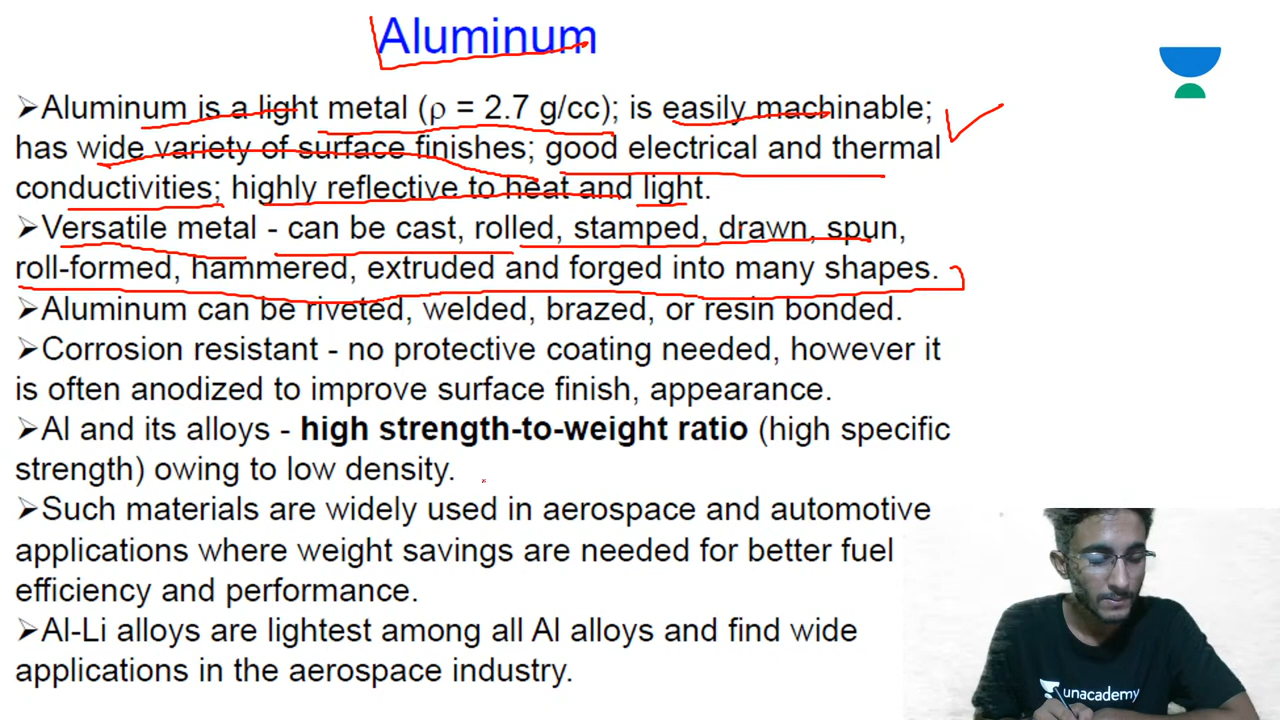 Aluminum
➢Aluminum is a light metal (ρ = 2.7 g/cc); is easily machinable;
has wide variety of surface finishes; good electrical and thermal
conductivities; highly reflective to heat and light.
➢Versatile metal - can be cast, rolled, stamped, drawn, spun,
roll-formed, hammered, extruded and forged into many shapes.
➢Aluminum can be riveted, welded, brazed, or resin bonded.
➢Corrosion resistant - no protective coating needed, however it
is often anodized to improve surface finish, appearance.
➢Al and its alloys - high strength-to-weight ratio (high specific
strength) owing to low density.
➢Such materials are widely used in aerospace and automotive
applications where weight savings are needed for better fuel
efficiency and performance.
➢Al-Li alloys are lightest among all Al alloys and find wide
applications in the aerospace industry.
unacademy